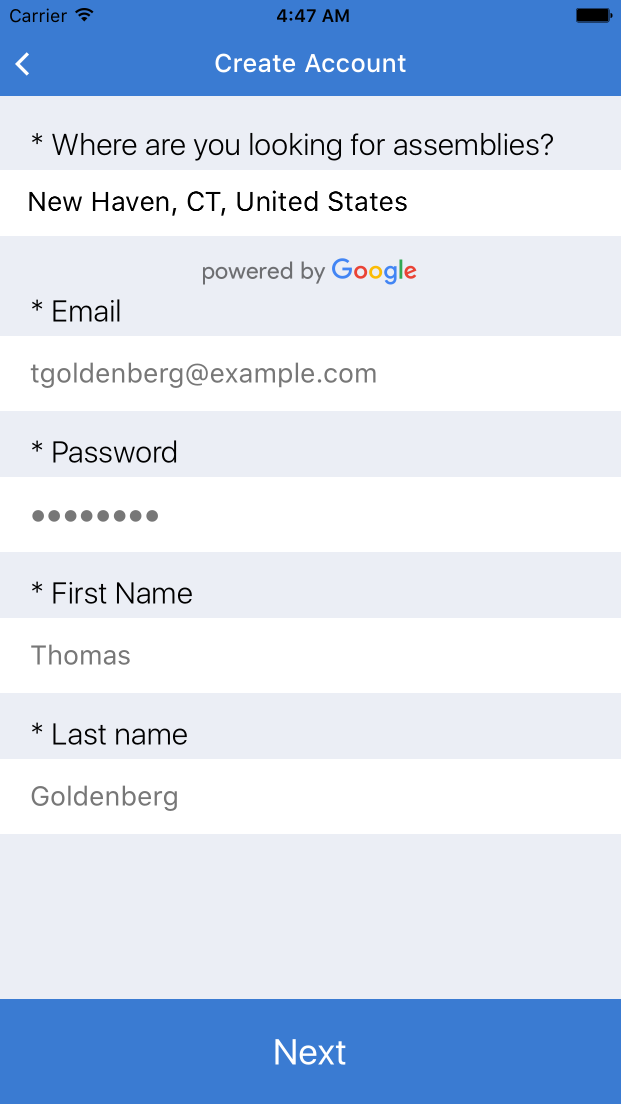 Carrier 4:47 AM
Create Account
* Where are you looking for assemblies?
New Haven, CT, United States
powered by Google
* Email
tgoldenberg@example.com
* Password
••••••••
* First Name
Thomas
* Last name
Goldenberg
Next